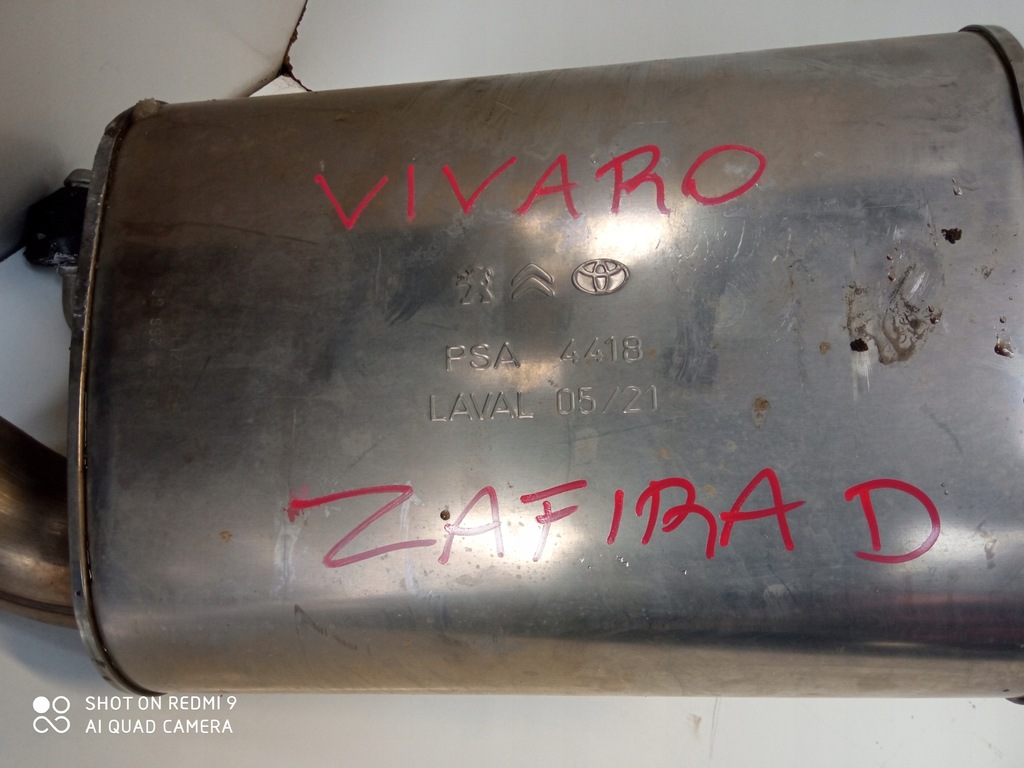 VIVARO
PSA 4418
LAVAL 05/21
ZAFIRA D
SHOT ON REDMI 9
AI QUAD CAMERA